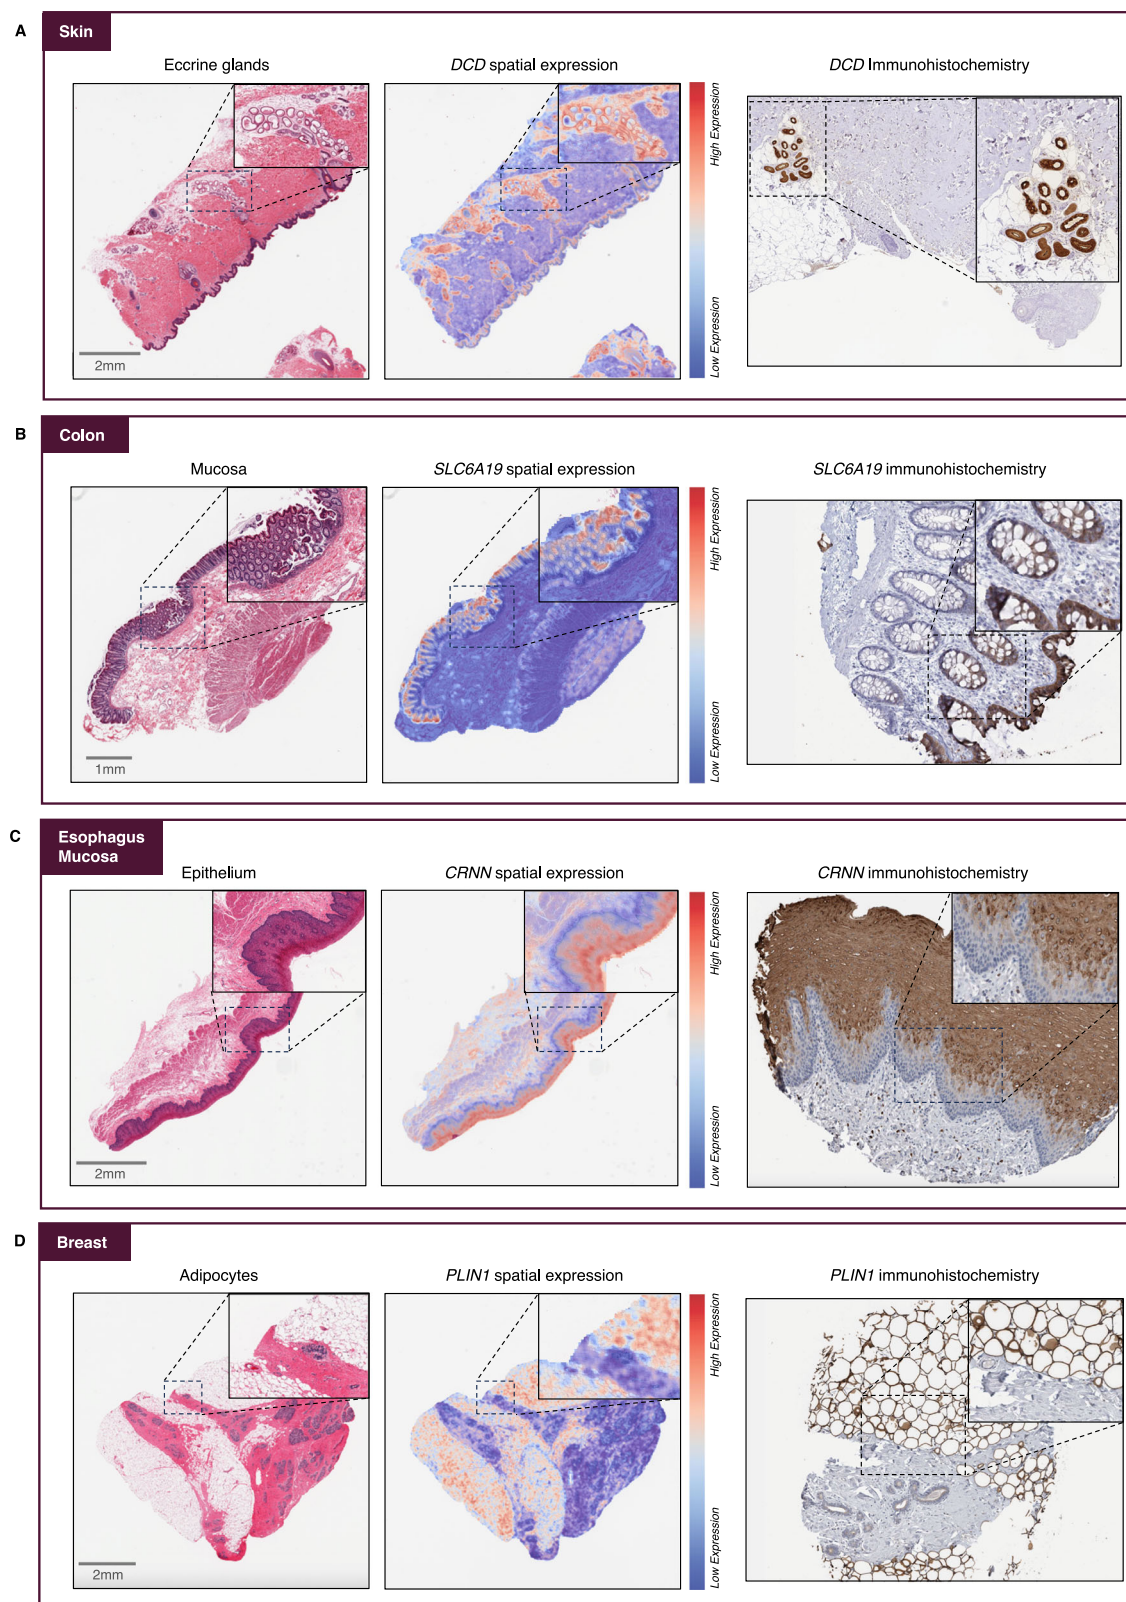 A
Skin
Eccrine glands
DCD spatial expression
DCD Immunohistochemistry
High Expression
Low Expression
2mm
B
Colon
Mucosa
SLC6A19 spatial expression
SLC6A19 immunohistochemistry
High Expression
Low Expression
1mm
C
Esophagus
Mucosa
Epithelium
CRNN spatial expression
CRNN immunohistochemistry
High Expression
Low Expression
2mm
D
Breast
Adipocytes
PLIN1 spatial expression
PLIN1 immunohistochemistry
High Expression
Low Expression
2mm